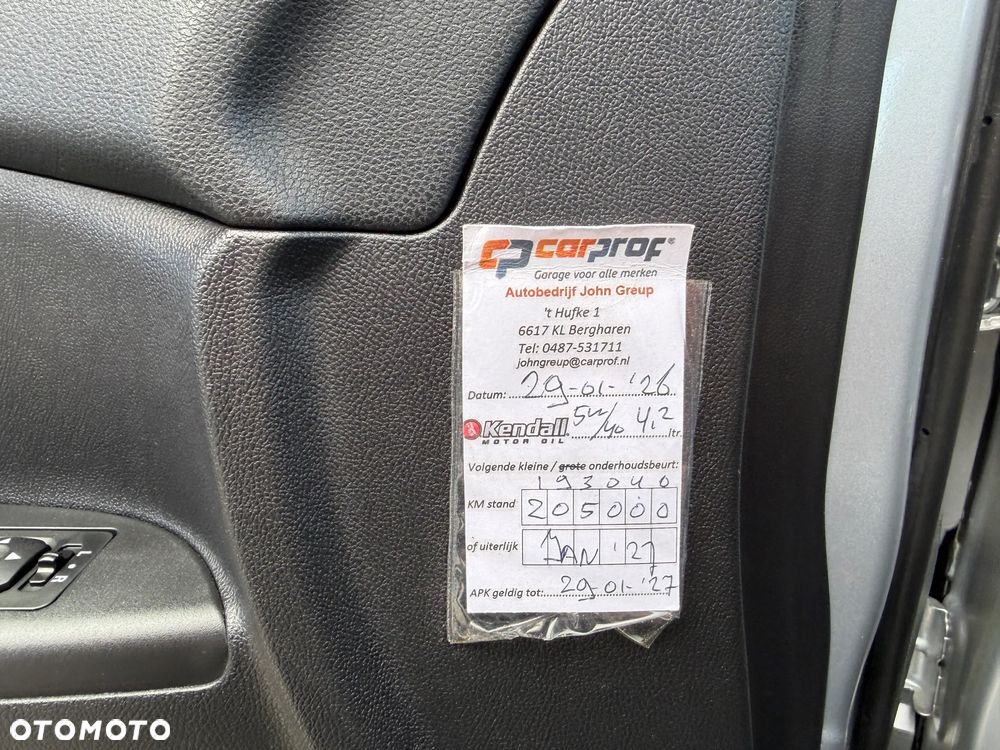 CP carprof®
Garage voor alle merken
Autobedrijf John Greup
't Hufke 1
6617 KL Bergharen
Tel: 0487-531711
johngreup@carprof.nl
Datum: 29-01-'26
Kendall 5w/40 4,2 ltr.
MOTOR OIL
Volgende kleine / grote onderhoudsbeurt:
193040
KM stand 205000
of uiterlijk JAN '27
APK geldig tot: 29-01-'27
L
R
OTOMOTO